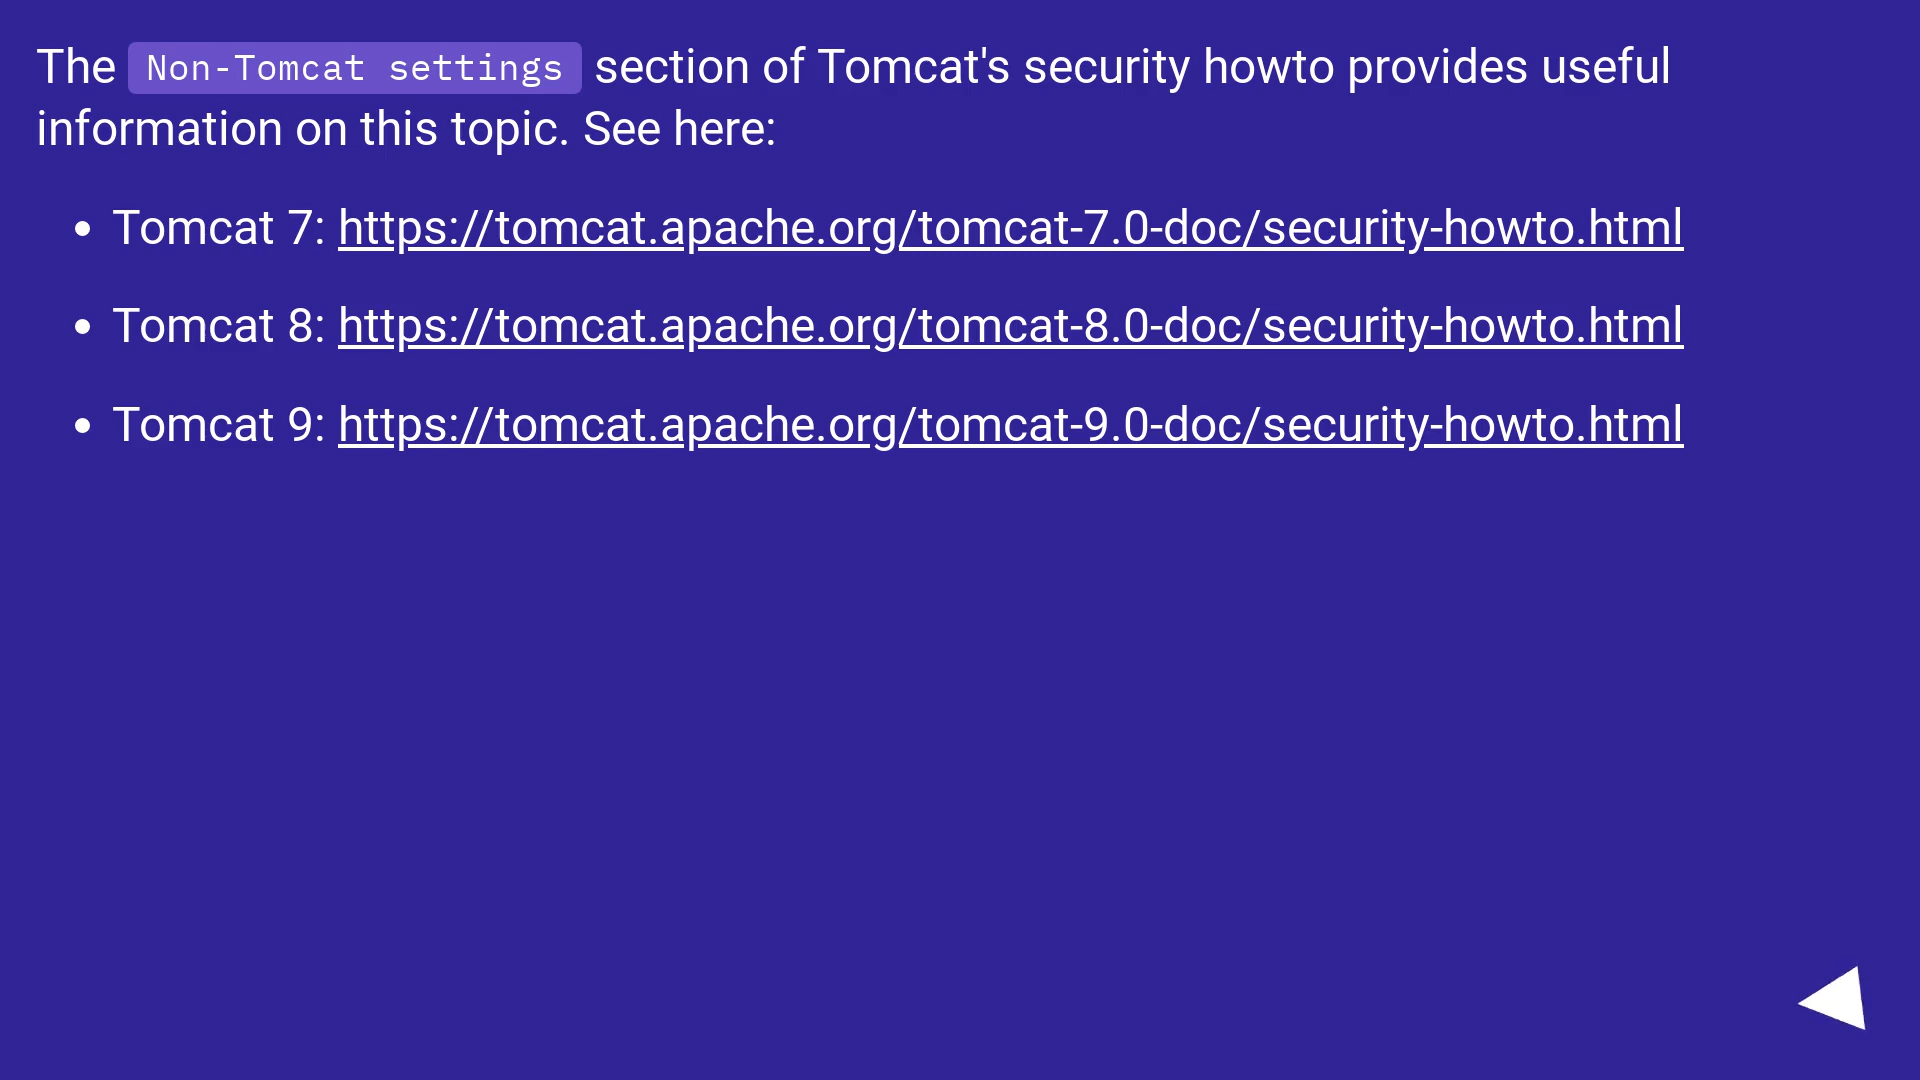 The Non-Tomcat settings section of Tomcat's security howto provides useful
information on this topic. See here:
• Tomcat 7: https://tomcat.apache.org/tomcat-7.0-doc/security-howto.html
• Tomcat 8: https://tomcat.apache.org/tomcat-8.0-doc/security-howto.html
• Tomcat 9: https://tomcat.apache.org/tomcat-9.0-doc/security-howto.html